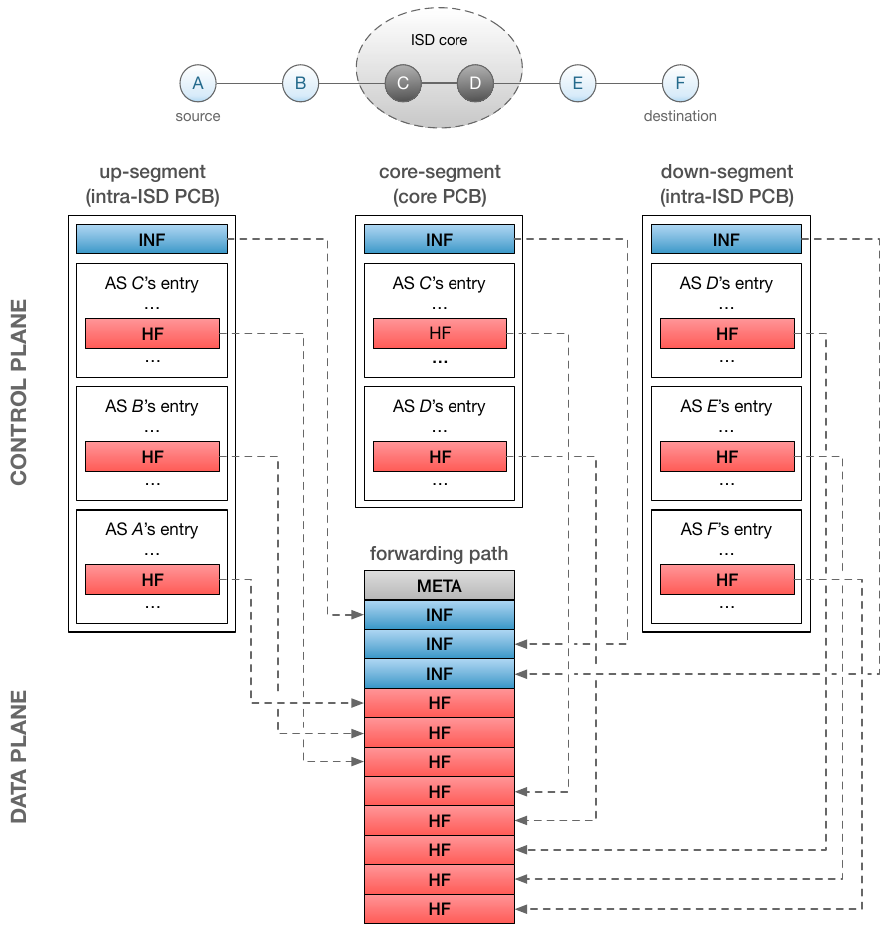 ISD core
A
B
C
D
E
F
source
destination
up-segment
(intra-ISD PCB)
core-segment
(core PCB)
down-segment
(intra-ISD PCB)
CONTROL PLANE
INF
AS C's entry
...
HF
...
AS B's entry
...
HF
...
AS A's entry
...
HF
...
INF
AS C's entry
...
HF
...
AS D's entry
...
HF
...
INF
AS D's entry
...
HF
...
AS E's entry
...
HF
...
AS F's entry
...
HF
...
DATA PLANE
forwarding path
META
INF
INF
INF
HF
HF
HF
HF
HF
HF
HF
HF